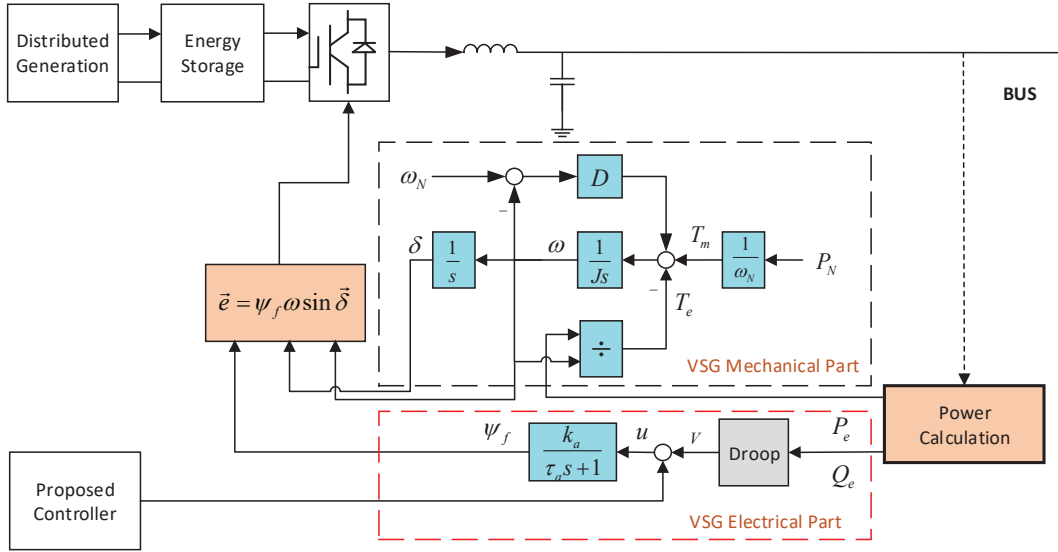 Distributed
Generation
Energy
Storage
BUS
ω_N
−
D
δ
1/s
ω
1/Js
T_m
1/ω_N
P_N
−
T_e
e⃗ = ψ_f ω sin δ⃗
÷
VSG Mechanical Part
Power
Calculation
ψ_f
k_a/(τ_a s + 1)
u
V
Droop
P_e
Q_e
Proposed
Controller
VSG Electrical Part